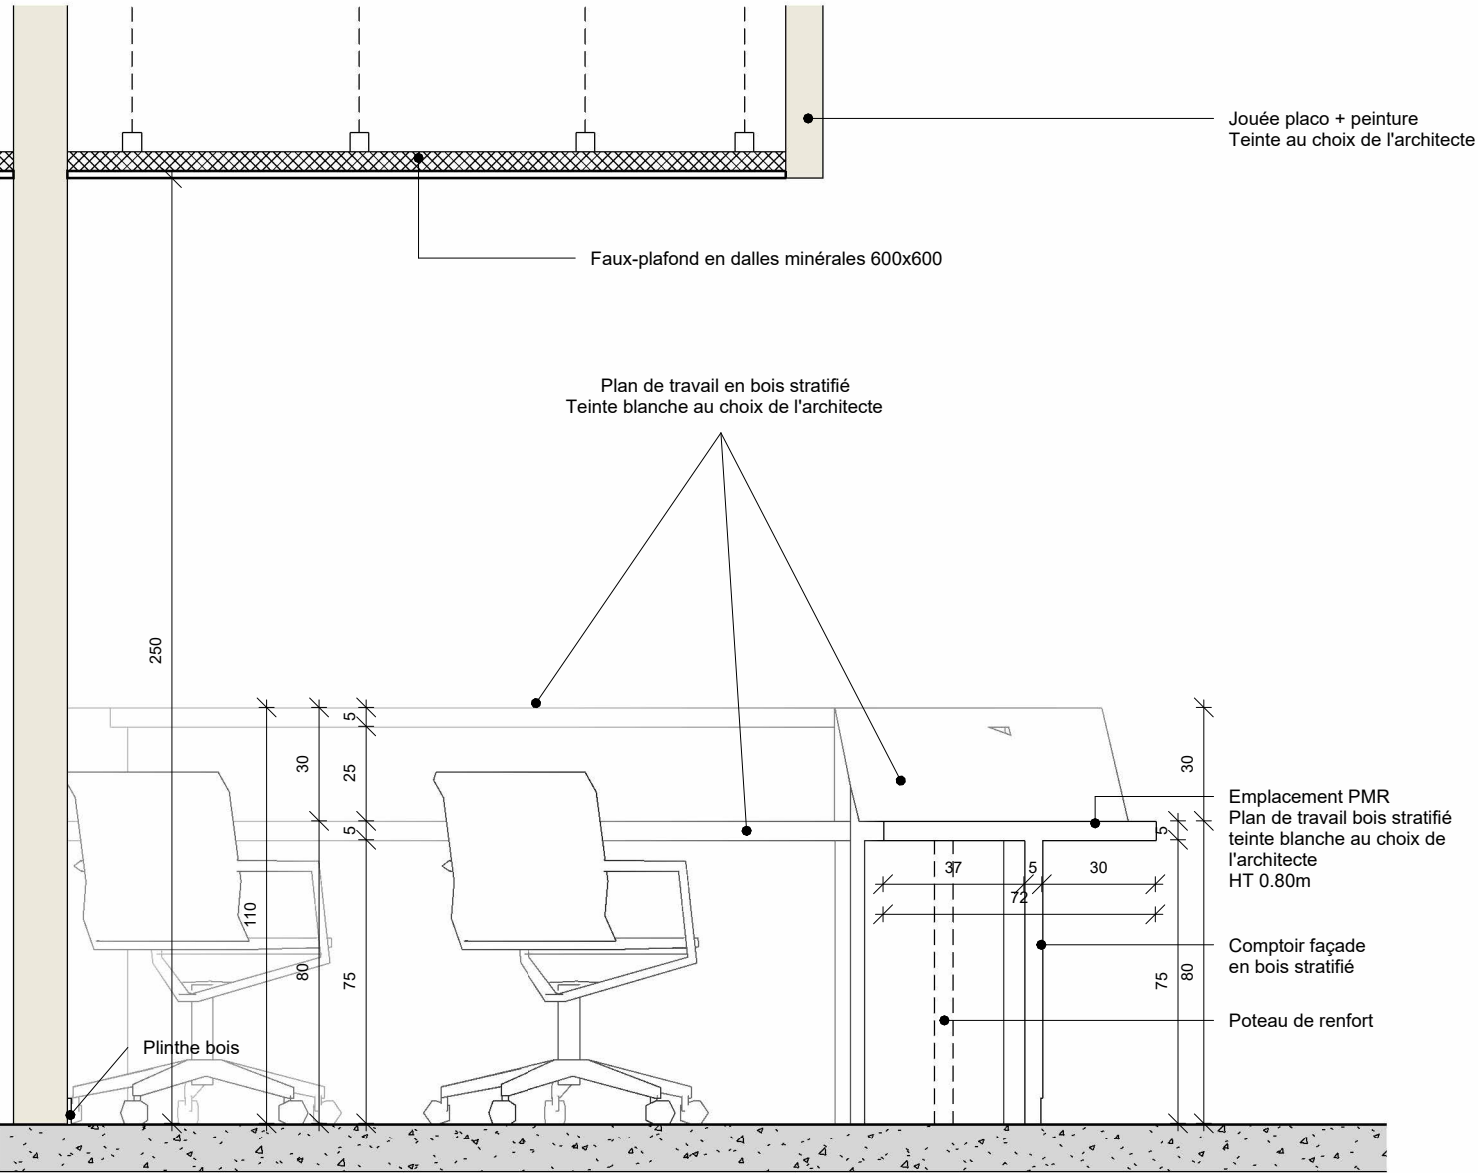 Jouée placo + peinture
Teinte au choix de l'architecte
Faux-plafond en dalles minérales 600x600
Plan de travail en bois stratifié
Teinte blanche au choix de l'architecte
250
110
30
80
5
25
5
75
30
5
75
80
37
5
30
72
Emplacement PMR
Plan de travail bois stratifié
teinte blanche au choix de
l'architecte
HT 0.80m
Comptoir façade
en bois stratifié
Poteau de renfort
Plinthe bois